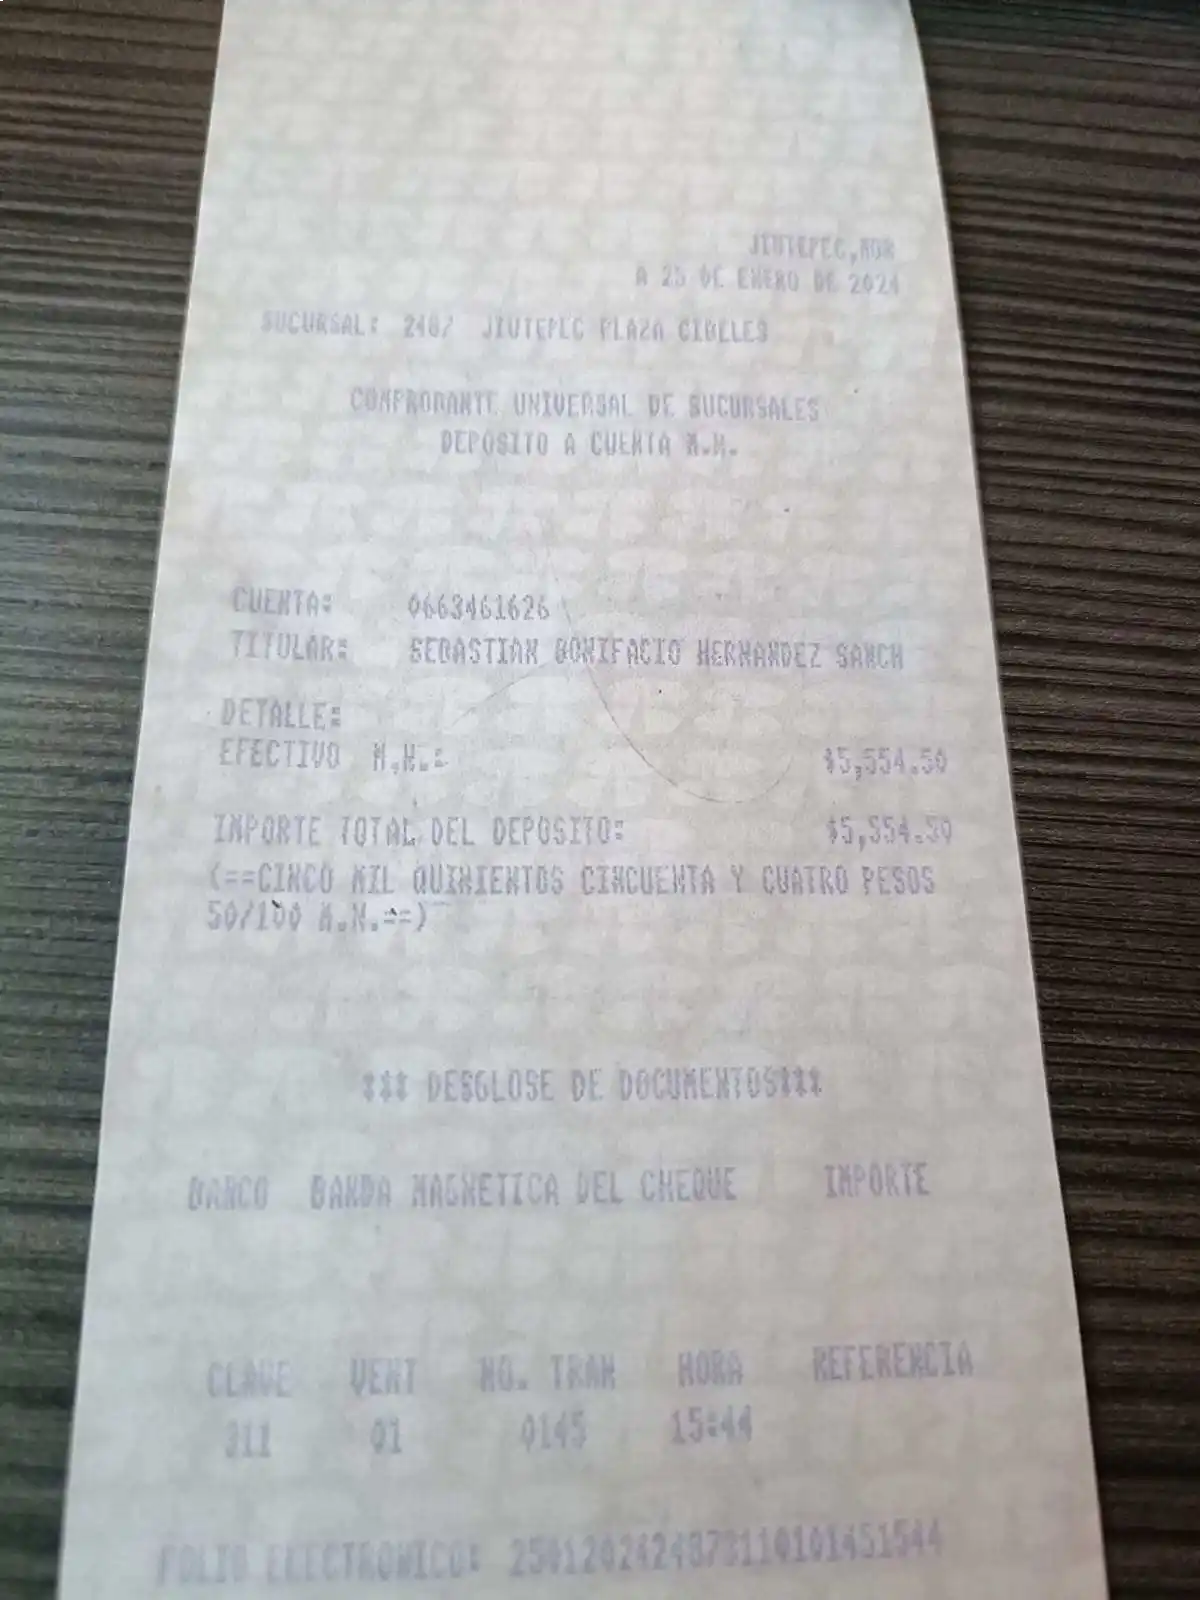 JIUTEPEC,MOR
A 25 DE ENERO DE 2024
SUCURSAL: 2487 JIUTEPEC PLAZA CIBELES
COMPROBANTE UNIVERSAL DE SUCURSALES
DEPOSITO A CUENTA M.N.
CUENTA: 0663461626
TITULAR: SEBASTIAN BONIFACIO HERNANDEZ SANCH
DETALLE:
EFECTIVO M.N.: $5,554.50
IMPORTE TOTAL DEL DEPOSITO: $5,554.50
(==CINCO MIL QUINIENTOS CINCUENTA Y CUATRO PESOS
50/100 M.N.==)
*** DESGLOSE DE DOCUMENTOS***
BANCO BANDA MAGNETICA DEL CHEQUE IMPORTE
CLAVE VENT NO. TRAN HORA REFERENCIA
311 01 0145 15:44
FOLIO ELECTRONICO: 2501202424873110101451544